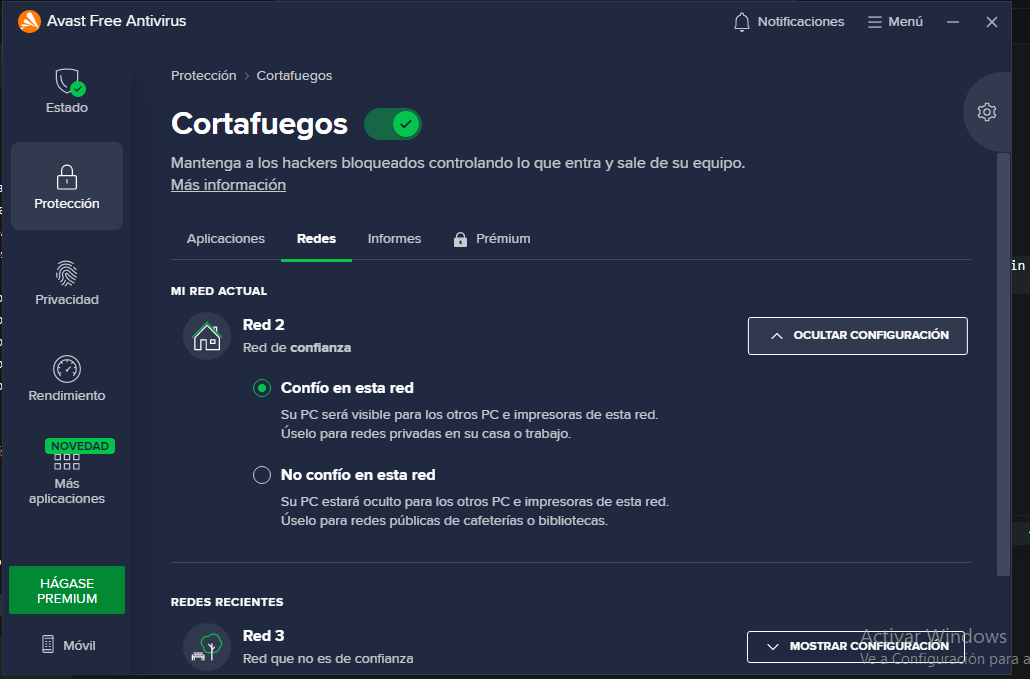 Avast Free Antivirus
Notificaciones
Menú
Estado
Protección
Privacidad
Rendimiento
NOVEDAD
Más
aplicaciones
HÁGASE
PREMIUM
Móvil
Protección > Cortafuegos
Cortafuegos
Mantenga a los hackers bloqueados controlando lo que entra y sale de su equipo.
Más información
Aplicaciones Redes Informes Prémium
MI RED ACTUAL
Red 2
Red de confianza
OCULTAR CONFIGURACIÓN
Confío en esta red
Su PC será visible para los otros PC e impresoras de esta red.
Úselo para redes privadas en su casa o trabajo.
No confío en esta red
Su PC estará oculto para los otros PC e impresoras de esta red.
Úselo para redes públicas de cafeterías o bibliotecas.
REDES RECIENTES
Red 3
Red que no es de confianza
MOSTRAR CONFIGURACIÓN
Activar Windows
Ve a Configuración para a
in